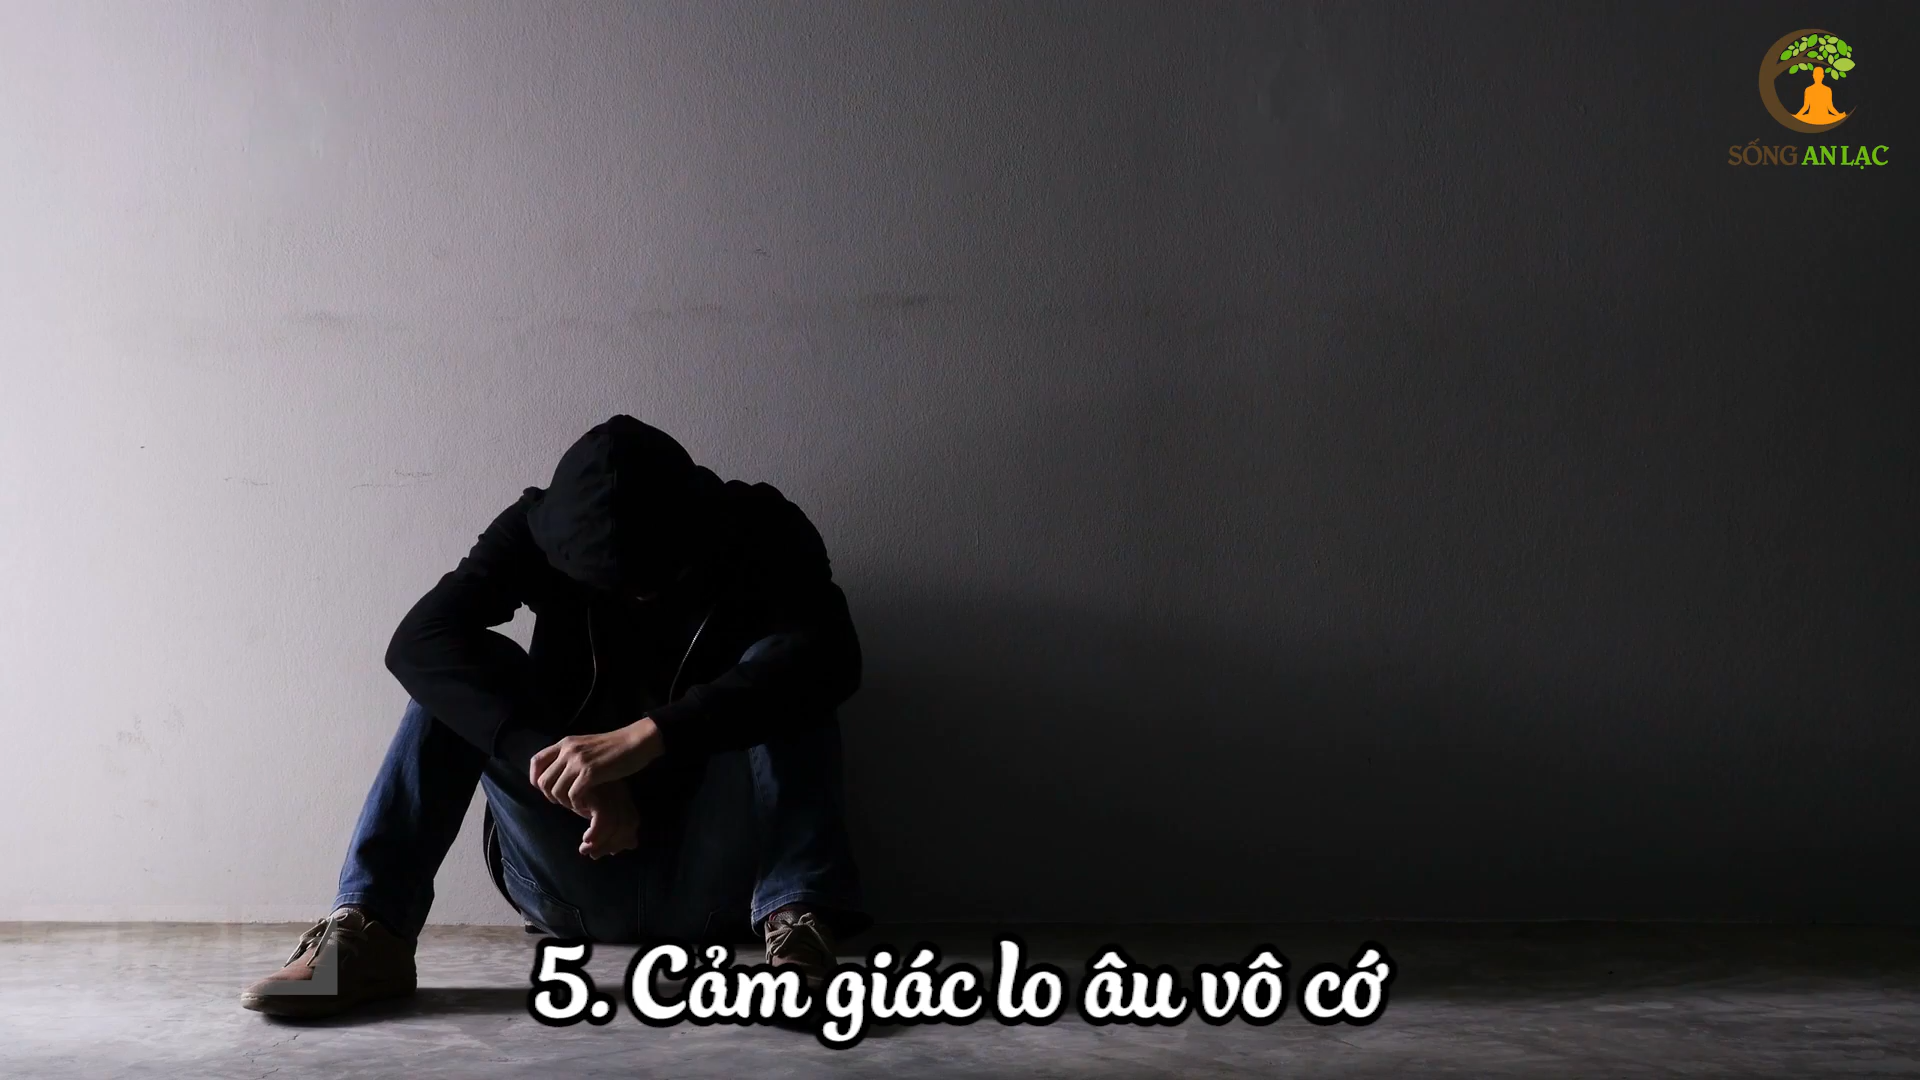 SỐNG AN LẠC
5. Cảm giác lo âu vô cớ